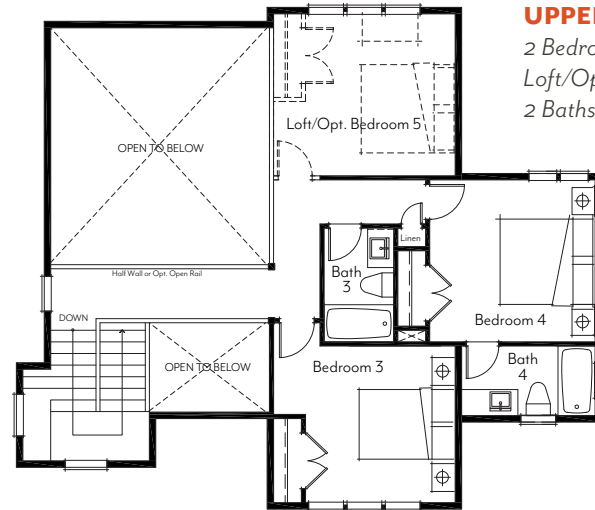 UPPER
2 Bedro
Loft/Op
2 Baths
Loft/Opt. Bedroom 5
OPEN TO BELOW
Linen
Bath
3
Half Wall or Opt. Open Rail
DOWN
Bedroom 4
OPEN TO BELOW
Bedroom 3
Bath
4